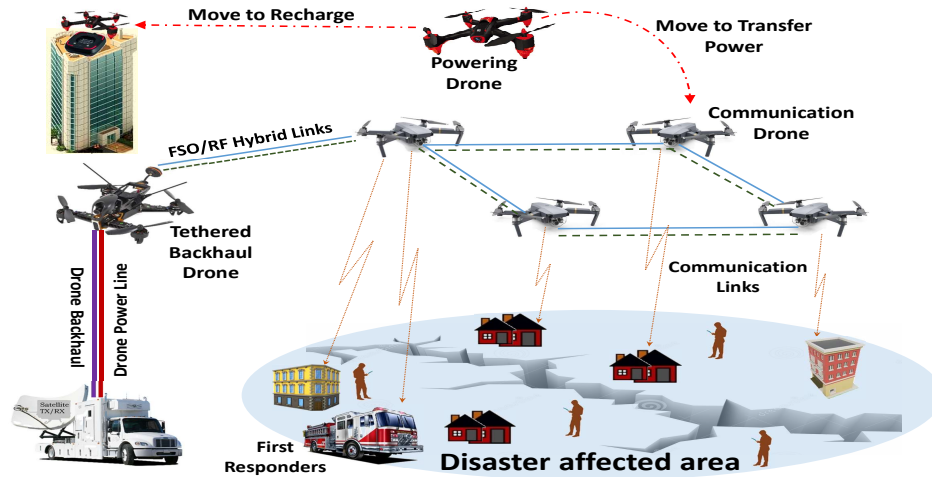 Move to Recharge
Move to Transfer
Power
Powering
Drone
Communication
Drone
FSO/RF Hybrid Links
Tethered
Backhaul
Drone
Drone Backhaul
Drone Power Line
Communication
Links
Satellite
TX/RX
First
Responders
Disaster affected area